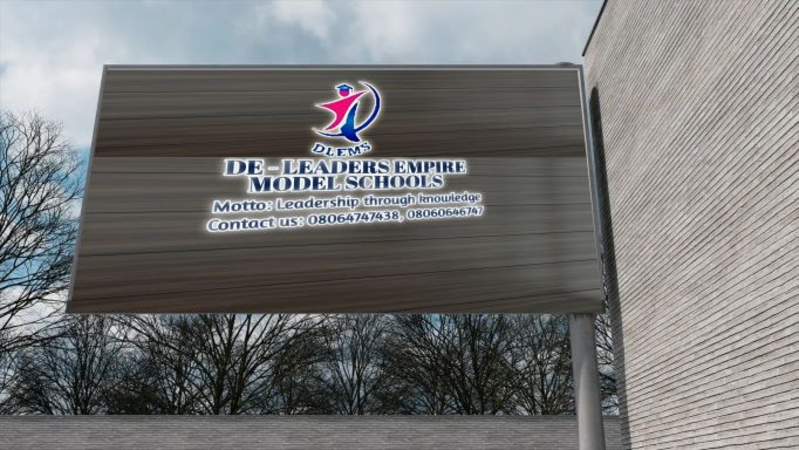 DLEMS
DE - LEADERS EMPIRE
MODEL SCHOOLS
Motto: Leadership through knowledge
Contact us: 08064747438, 08060646747